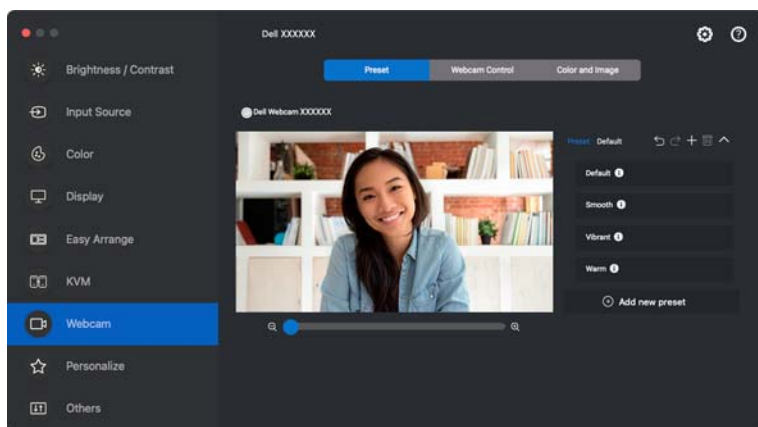 Dell XXXXXX
Brightness / Contrast
Input Source
Color
Display
Easy Arrange
KVM
Webcam
Personalize
Others
Preset
Webcam Control
Color and Image
Dell Webcam XXXXXX
Preset: Default
Default
Smooth
Vibrant
Warm
Add new preset